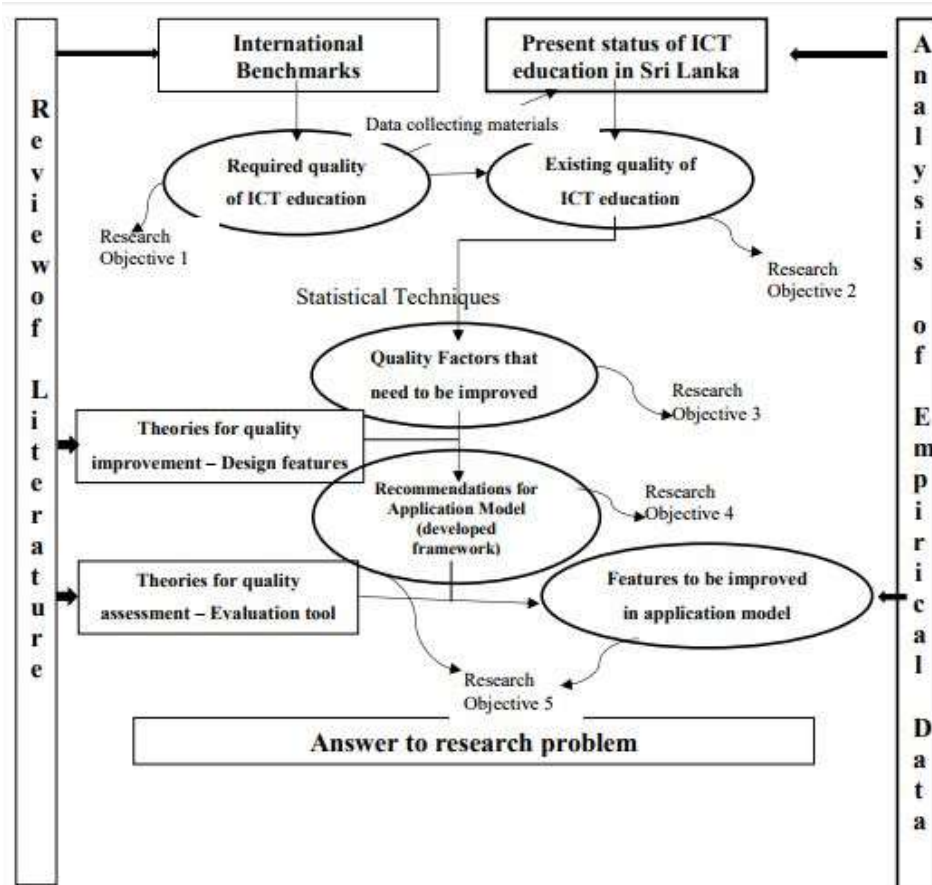 International
Benchmarks
Present status of ICT
education in Sri Lanka
Data collecting materials
Required quality
of ICT education
Existing quality of
ICT education
Research
Objective 1
Research
Objective 2
Statistical Techniques
Quality Factors that
need to be improved
Research
Objective 3
Theories for quality
improvement – Design features
Recommendations for
Application Model
(developed
framework)
Research
Objective 4
Theories for quality
assessment – Evaluation tool
Features to be improved
in application model
Research
Objective 5
Answer to research problem
Review of Literature
Analysis of Empirical Data